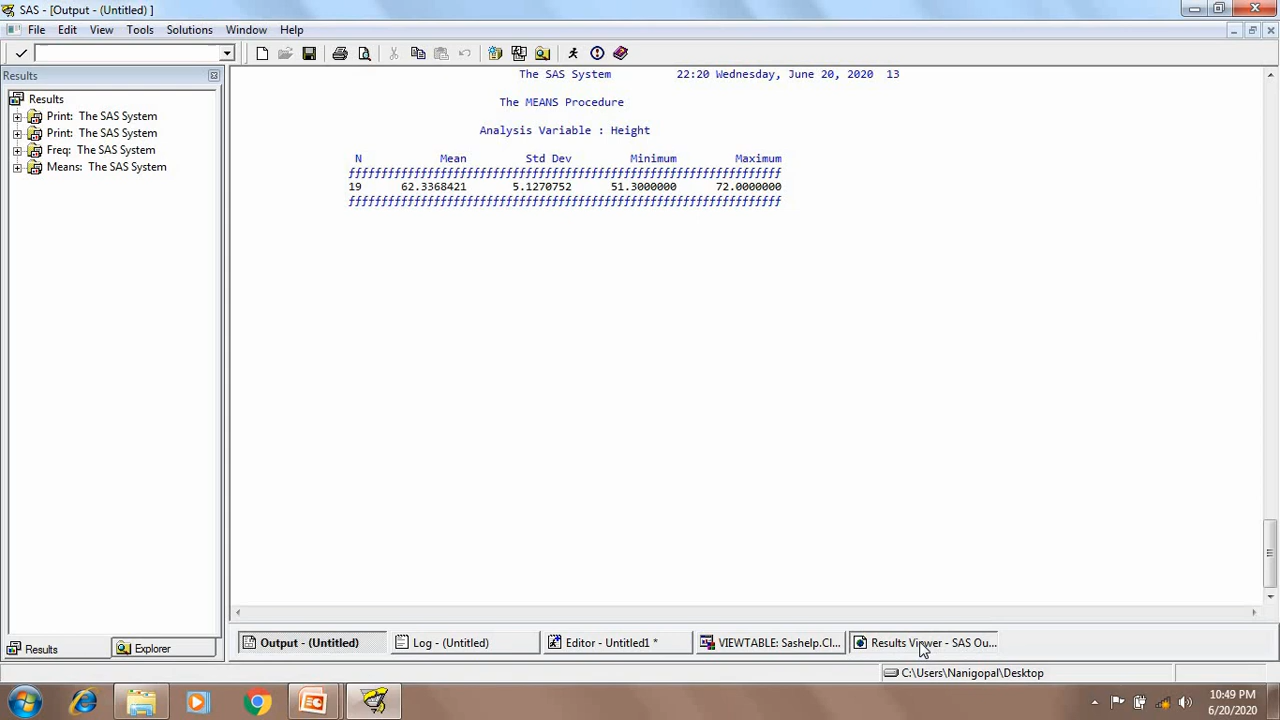 SAS - [Output - (Untitled) ]
File Edit View Tools Solutions Window Help
Results
Results
Print: The SAS System
Print: The SAS System
Freq: The SAS System
Means: The SAS System
The SAS System 22:20 Wednesday, June 20, 2020 13
The MEANS Procedure
Analysis Variable : Height
N Mean Std Dev Minimum Maximum
ƒƒƒƒƒƒƒƒƒƒƒƒƒƒƒƒƒƒƒƒƒƒƒƒƒƒƒƒƒƒƒƒƒƒƒƒƒƒƒƒƒƒƒƒƒƒƒƒƒƒƒƒƒƒƒƒƒƒƒƒƒƒƒƒƒƒ
19 62.3368421 5.1270752 51.3000000 72.0000000
ƒƒƒƒƒƒƒƒƒƒƒƒƒƒƒƒƒƒƒƒƒƒƒƒƒƒƒƒƒƒƒƒƒƒƒƒƒƒƒƒƒƒƒƒƒƒƒƒƒƒƒƒƒƒƒƒƒƒƒƒƒƒƒƒƒƒ
Results Explorer
Output - (Untitled) Log - (Untitled) Editor - Untitled1 * VIEWTABLE: Sashelp.Cl... Results Viewer - SAS Ou...
C:\Users\Nanigopal\Desktop
10:49 PM
6/20/2020